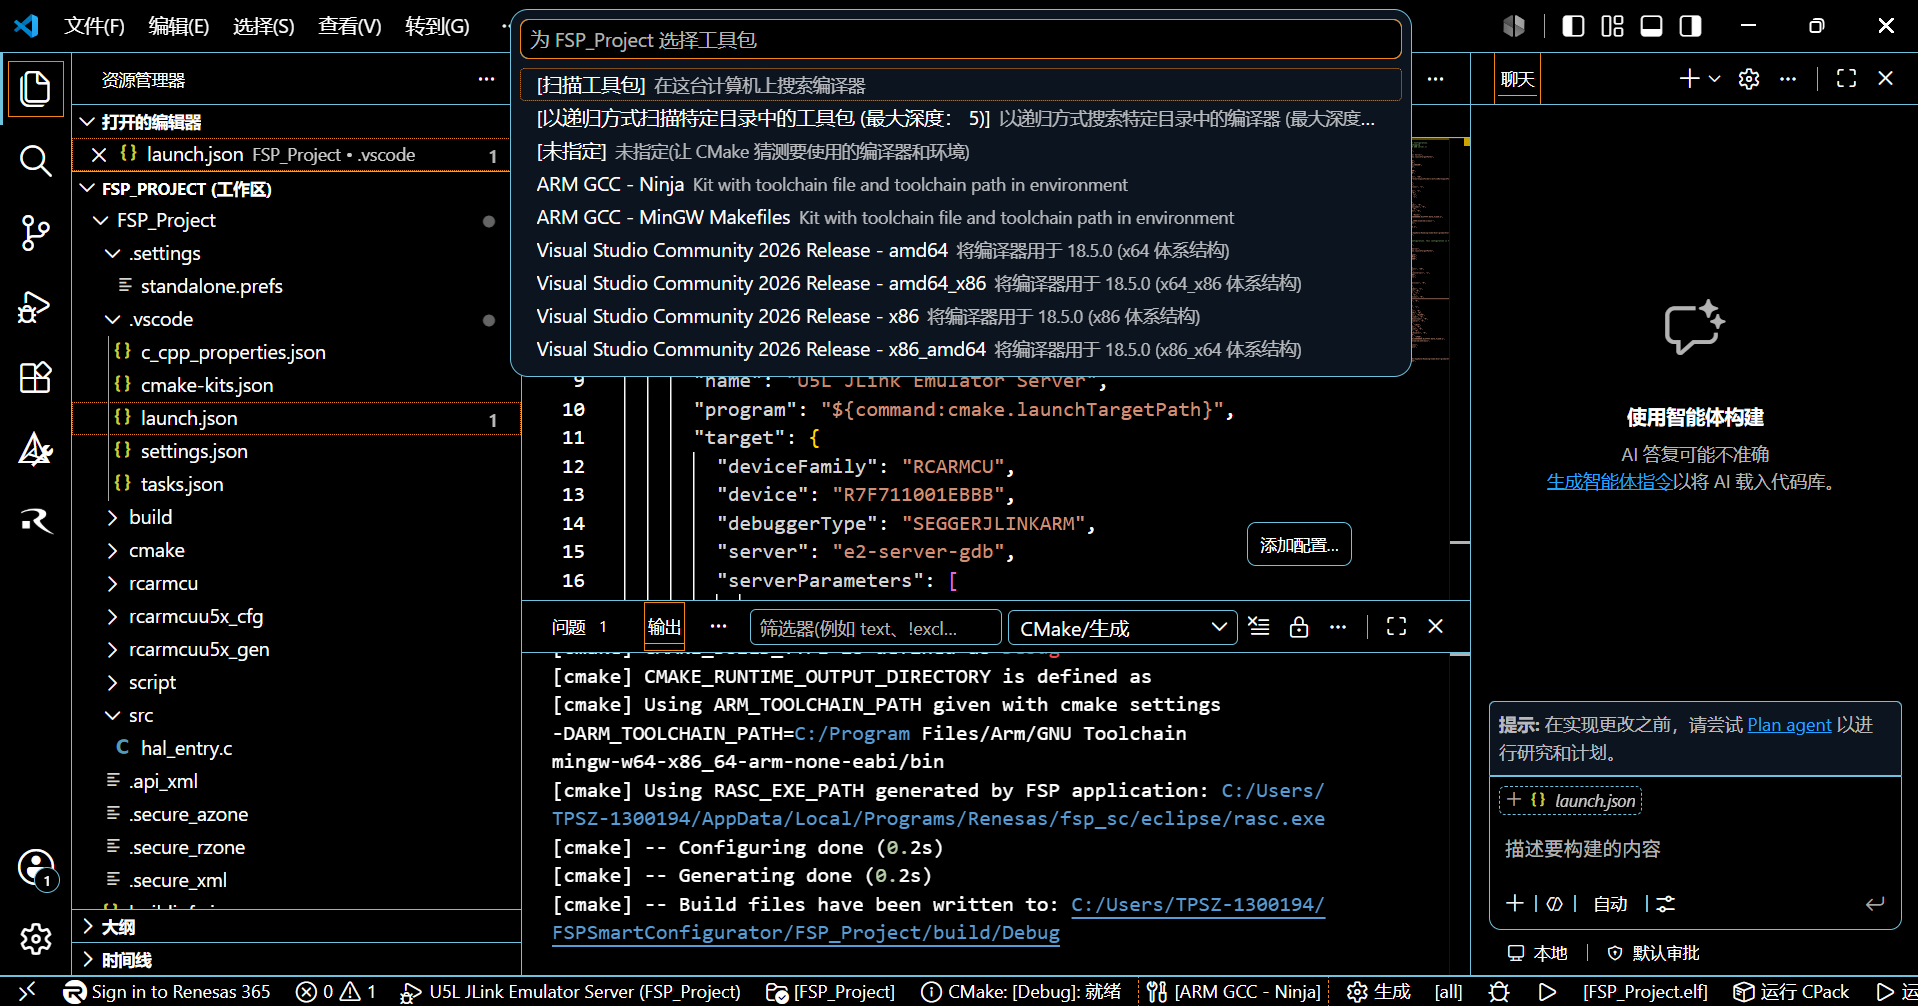 文件(F) 编辑(E) 选择(S) 查看(V) 转到(G) ···
为 FSP_Project 选择工具包
[扫描工具包] 在这台计算机上搜索编译器
[以递归方式扫描特定目录中的工具包 (最大深度： 5)] 以递归方式搜索特定目录中的编译器 (最大深度...
[未指定] 未指定(让 CMake 猜测要使用的编译器和环境)
ARM GCC - Ninja Kit with toolchain file and toolchain path in environment
ARM GCC - MinGW Makefiles Kit with toolchain file and toolchain path in environment
Visual Studio Community 2026 Release - amd64 将编译器用于 18.5.0 (x64 体系结构)
Visual Studio Community 2026 Release - amd64_x86 将编译器用于 18.5.0 (x64_x86 体系结构)
Visual Studio Community 2026 Release - x86 将编译器用于 18.5.0 (x86 体系结构)
Visual Studio Community 2026 Release - x86_amd64 将编译器用于 18.5.0 (x86_x64 体系结构)
资源管理器
打开的编辑器
{} launch.json FSP_Project • .vscode 1
FSP_PROJECT (工作区)
FSP_Project
.settings
standalone.prefs
.vscode
{} c_cpp_properties.json
{} cmake-kits.json
{} launch.json 1
{} settings.json
{} tasks.json
build
cmake
rcarmcu
rcarmcuu5x_cfg
rcarmcuu5x_gen
script
src
C hal_entry.c
.api_xml
.secure_azone
.secure_rzone
.secure_xml
大纲
时间线
9 "name": "U5L JLink Emulator Server",
10 "program": "${command:cmake.launchTargetPath}",
11 "target": {
12 "deviceFamily": "RCARMCU",
13 "device": "R7F711001EBBB",
14 "debuggerType": "SEGGERJLINKARM",
15 "server": "e2-server-gdb",
16 "serverParameters": [
添加配置...
问题 1 输出 ··· 筛选器(例如 text、!excl... CMake/生成
[cmake] CMAKE_RUNTIME_OUTPUT_DIRECTORY is defined as
[cmake] Using ARM_TOOLCHAIN_PATH given with cmake settings
-DARM_TOOLCHAIN_PATH=C:/Program Files/Arm/GNU Toolchain
mingw-w64-x86_64-arm-none-eabi/bin
[cmake] Using RASC_EXE_PATH generated by FSP application: C:/Users/
TPSZ-1300194/AppData/Local/Programs/Renesas/fsp_sc/eclipse/rasc.exe
[cmake] -- Configuring done (0.2s)
[cmake] -- Generating done (0.2s)
[cmake] -- Build files have been written to: C:/Users/TPSZ-1300194/
FSPSmartConfigurator/FSP_Project/build/Debug
聊天
使用智能体构建
AI 答复可能不准确
生成智能体指令以将 AI 载入代码库。
提示: 在实现更改之前，请尝试 Plan agent 以进
行研究和计划。
{} launch.json
描述要构建的内容
自动
本地 默认审批
1
Sign in to Renesas 365 0 1 U5L JLink Emulator Server (FSP_Project) [FSP_Project] CMake: [Debug]: 就绪 [ARM GCC - Ninja] 生成 [all] [FSP_Project.elf] 运行 CPack 运